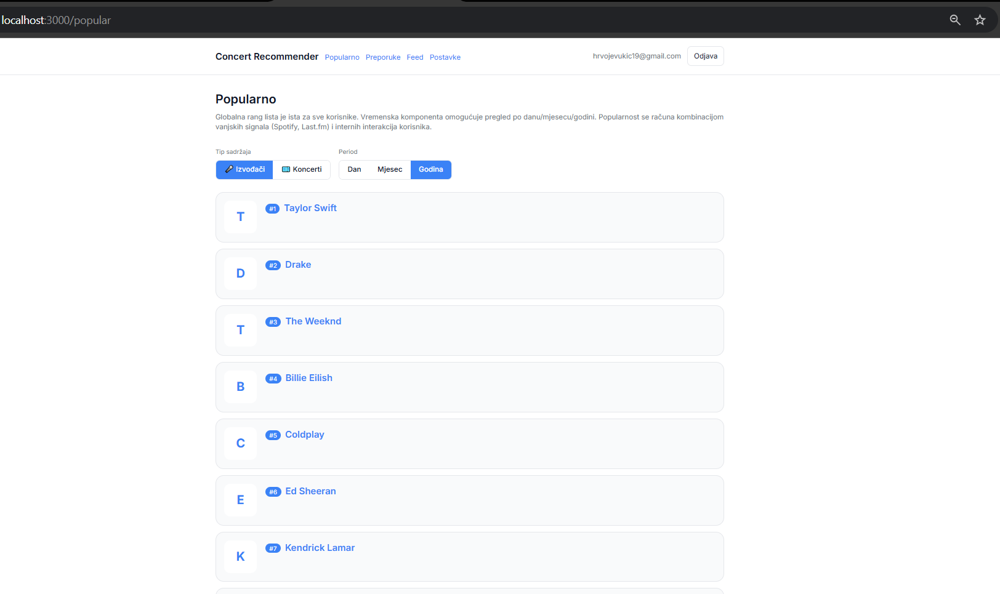 localhost:3000/popular
Concert Recommender Popularno Preporuke Feed Postavke hrvojevukic19@gmail.com Odjava
Popularno
Globalna rang lista je ista za sve korisnike. Vremenska komponenta omogućuje pregled po danu/mjesecu/godini. Popularnost se računa kombinacijom
vanjskih signala (Spotify, Last.fm) i internih interakcija korisnika.
Tip sadržaja Period
Izvođači Koncerti Dan Mjesec Godina
T #1 Taylor Swift
D #2 Drake
T #3 The Weeknd
B #4 Billie Eilish
C #5 Coldplay
E #6 Ed Sheeran
K #7 Kendrick Lamar